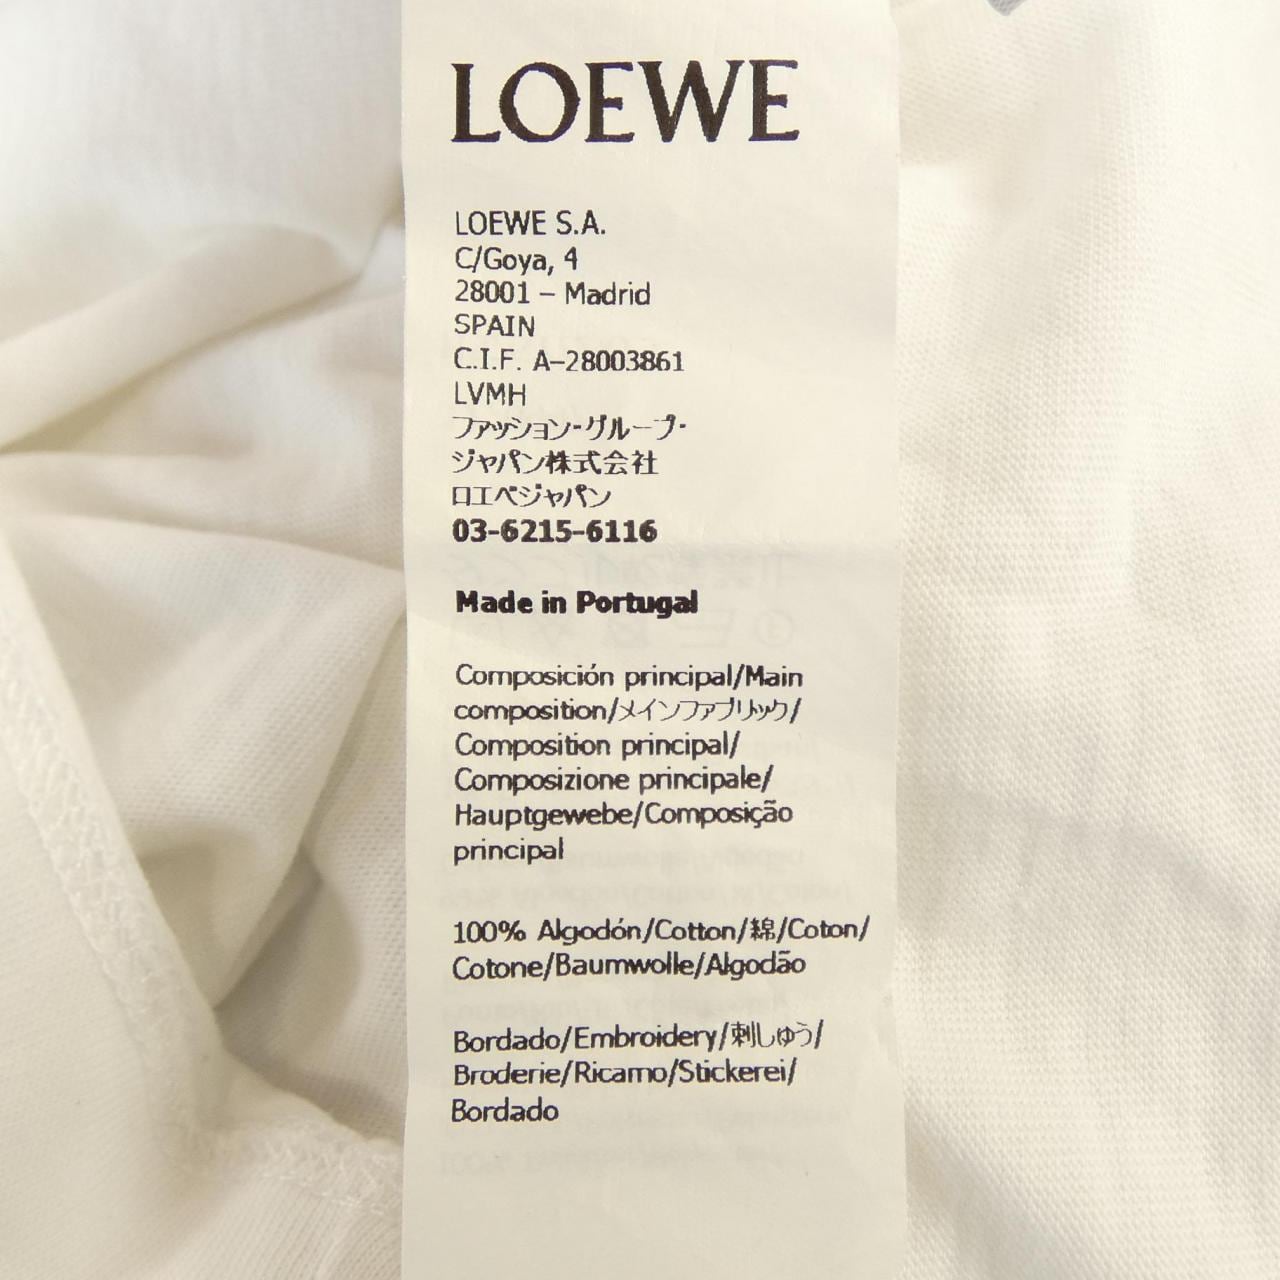 LOEWE
LOEWE S.A.
C/Goya, 4
28001 – Madrid
SPAIN
C.I.F. A–28003861
LVMH
ファッション・グループ・
ジャパン株式会社
ロエベジャパン
03-6215-6116
Made in Portugal
Composición principal/Main
composition/メインファブリック/
Composition principal/
Composizione principale/
Hauptgewebe/Composição
principal
100% Algodón/Cotton/綿/Coton/
Cotone/Baumwolle/Algodão
Bordado/Embroidery/刺しゅう/
Broderie/Ricamo/Stickerei/
Bordado